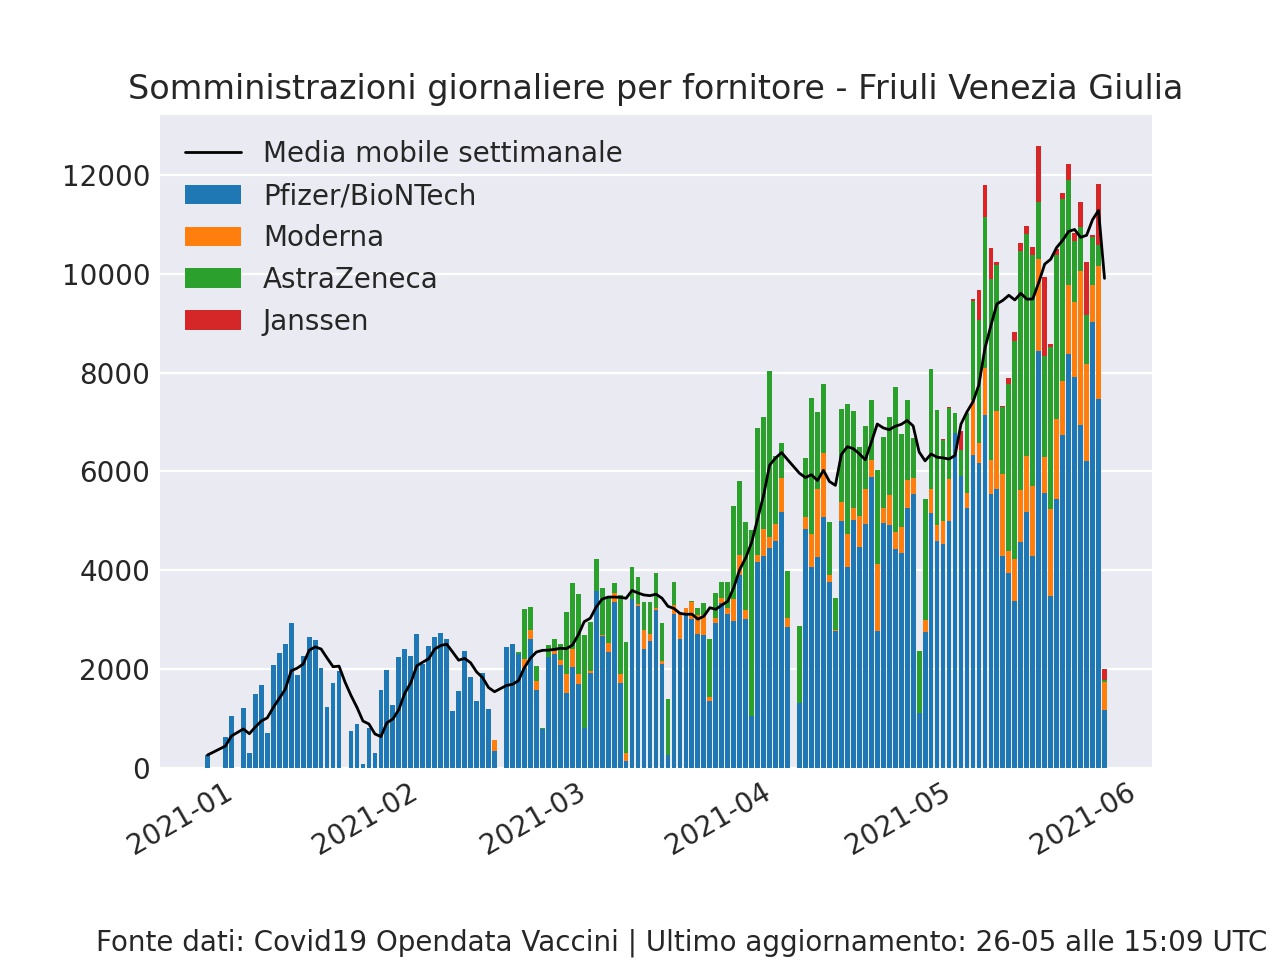 Somministrazioni giornaliere per fornitore - Friuli Venezia Giulia
Media mobile settimanale
Pfizer/BioNTech
Moderna
AstraZeneca
Janssen
12000
10000
8000
6000
4000
2000
0
2021-01
2021-02
2021-03
2021-04
2021-05
2021-06
Fonte dati: Covid19 Opendata Vaccini | Ultimo aggiornamento: 26-05 alle 15:09 UTC